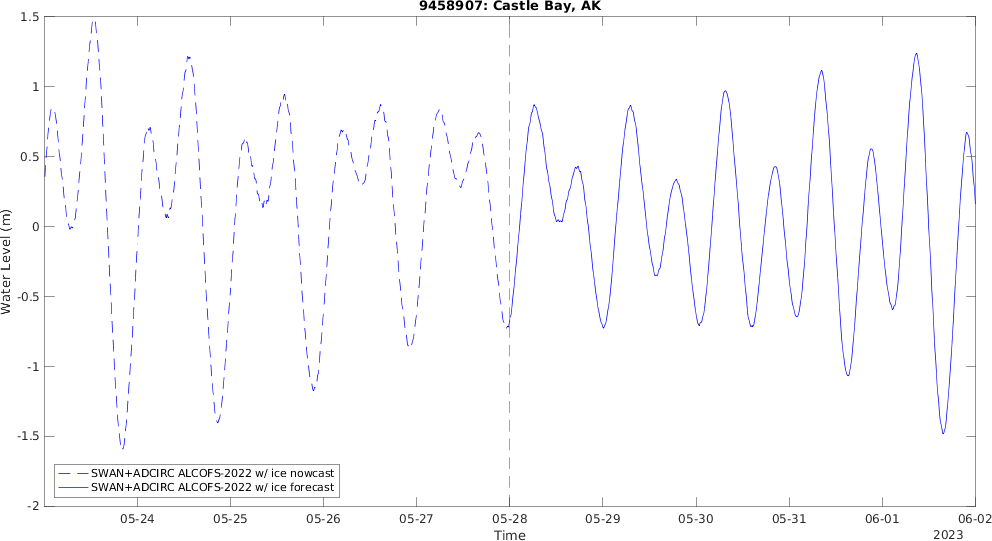 9458907: Castle Bay, AK
1.5
1
0.5
0
-0.5
-1
-1.5
-2
Water Level (m)
SWAN+ADCIRC ALCOFS-2022 w/ ice nowcast
SWAN+ADCIRC ALCOFS-2022 w/ ice forecast
05-24 05-25 05-26 05-27 05-28 05-29 05-30 05-31 06-01 06-02
Time
2023